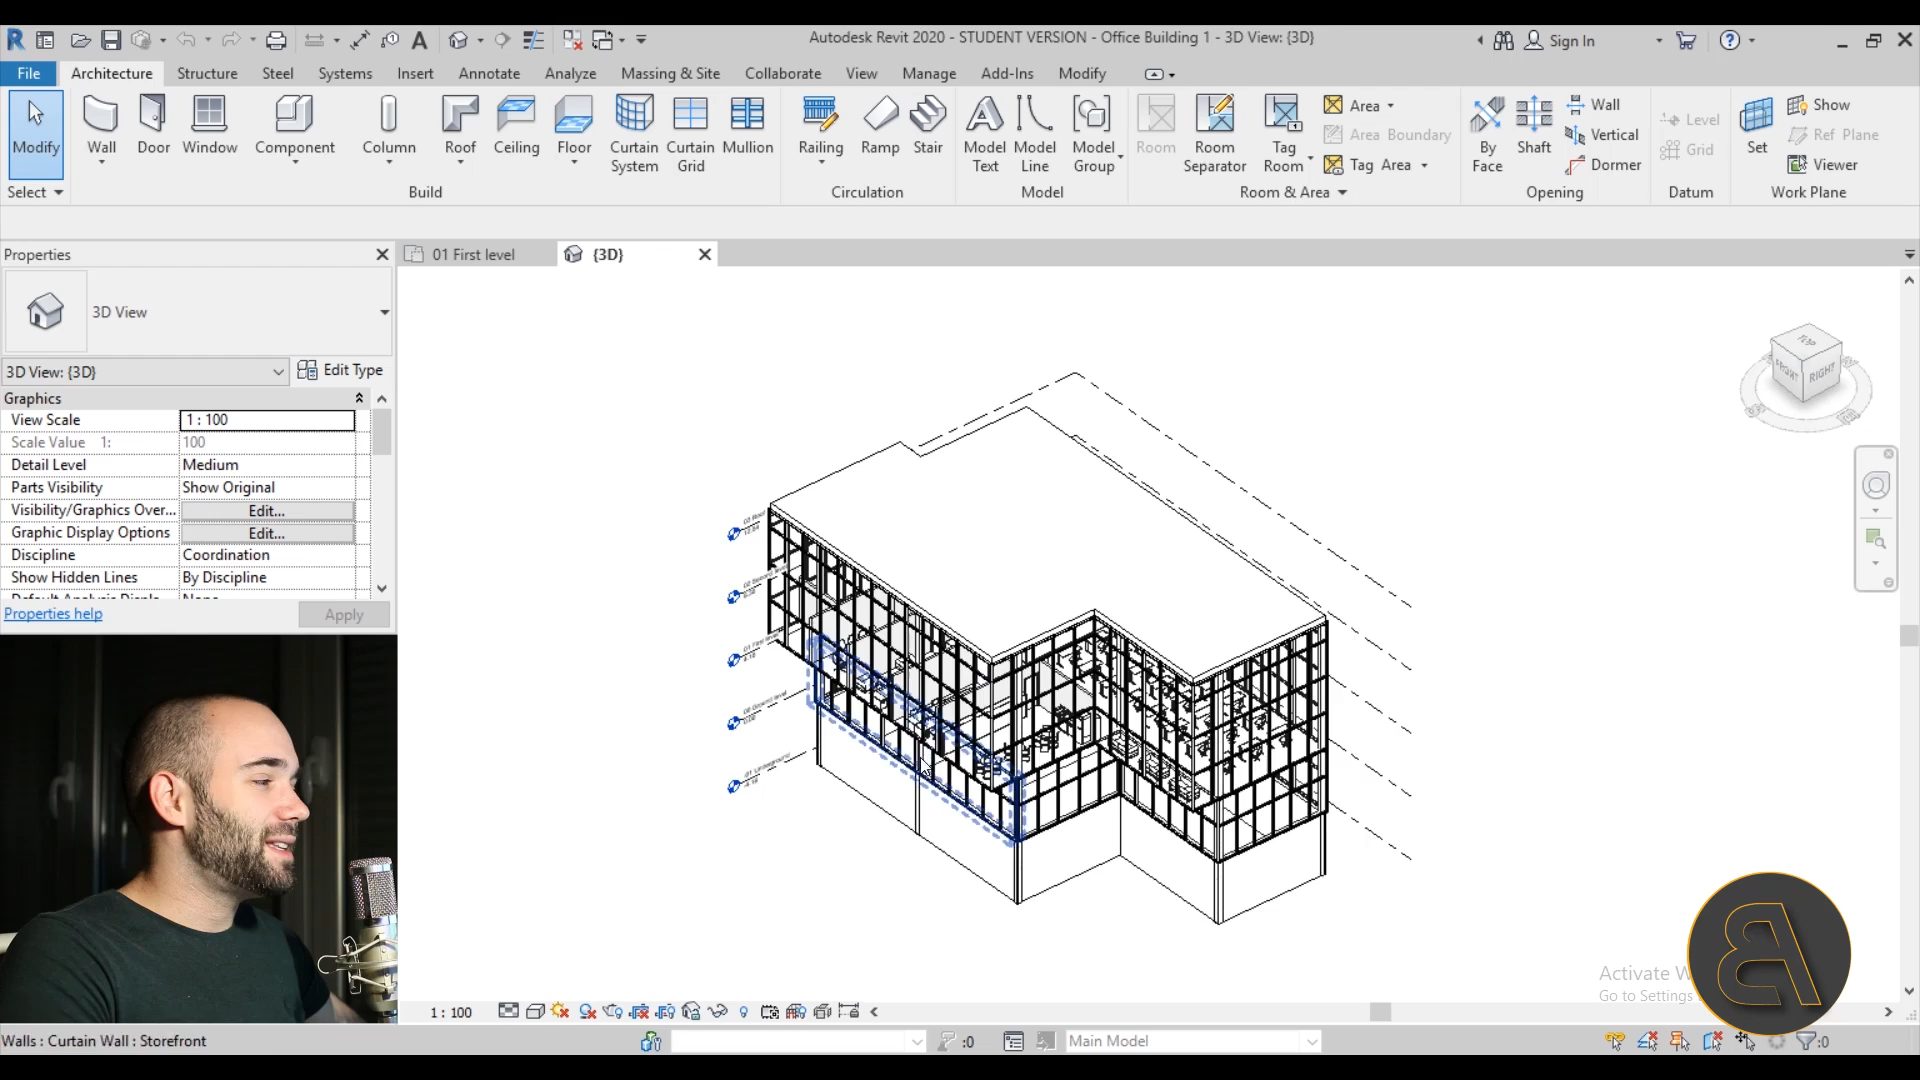 Autodesk Revit 2020 - STUDENT VERSION - Office Building 1 - 3D View: {3D}
Sign In
File
Architecture
Structure
Steel
Systems
Insert
Annotate
Analyze
Massing & Site
Collaborate
View
Manage
Add-Ins
Modify
Modify
Wall
Door
Window
Component
Column
Roof
Ceiling
Floor
Curtain System
Curtain Grid
Mullion
Railing
Ramp
Stair
Model Text
Model Line
Model Group
Room
Room Separator
Tag Room
Area
Area Boundary
Tag Area
By Face
Shaft
Wall
Vertical
Dormer
Level
Grid
Set
Show
Ref Plane
Viewer
Select
Build
Circulation
Model
Room & Area
Opening
Datum
Work Plane
Properties
01 First level
{3D}
3D View
3D View: {3D}
Edit Type
Graphics
View Scale
1 : 100
Scale Value 1:
100
Detail Level
Medium
Parts Visibility
Show Original
Visibility/Graphics Over...
Edit...
Graphic Display Options
Edit...
Discipline
Coordination
Show Hidden Lines
By Discipline
Properties help
Apply
TOP
FRONT
RIGHT
Activate W
Go to Settings
1 : 100
Walls : Curtain Wall : Storefront
:0
Main Model
:0